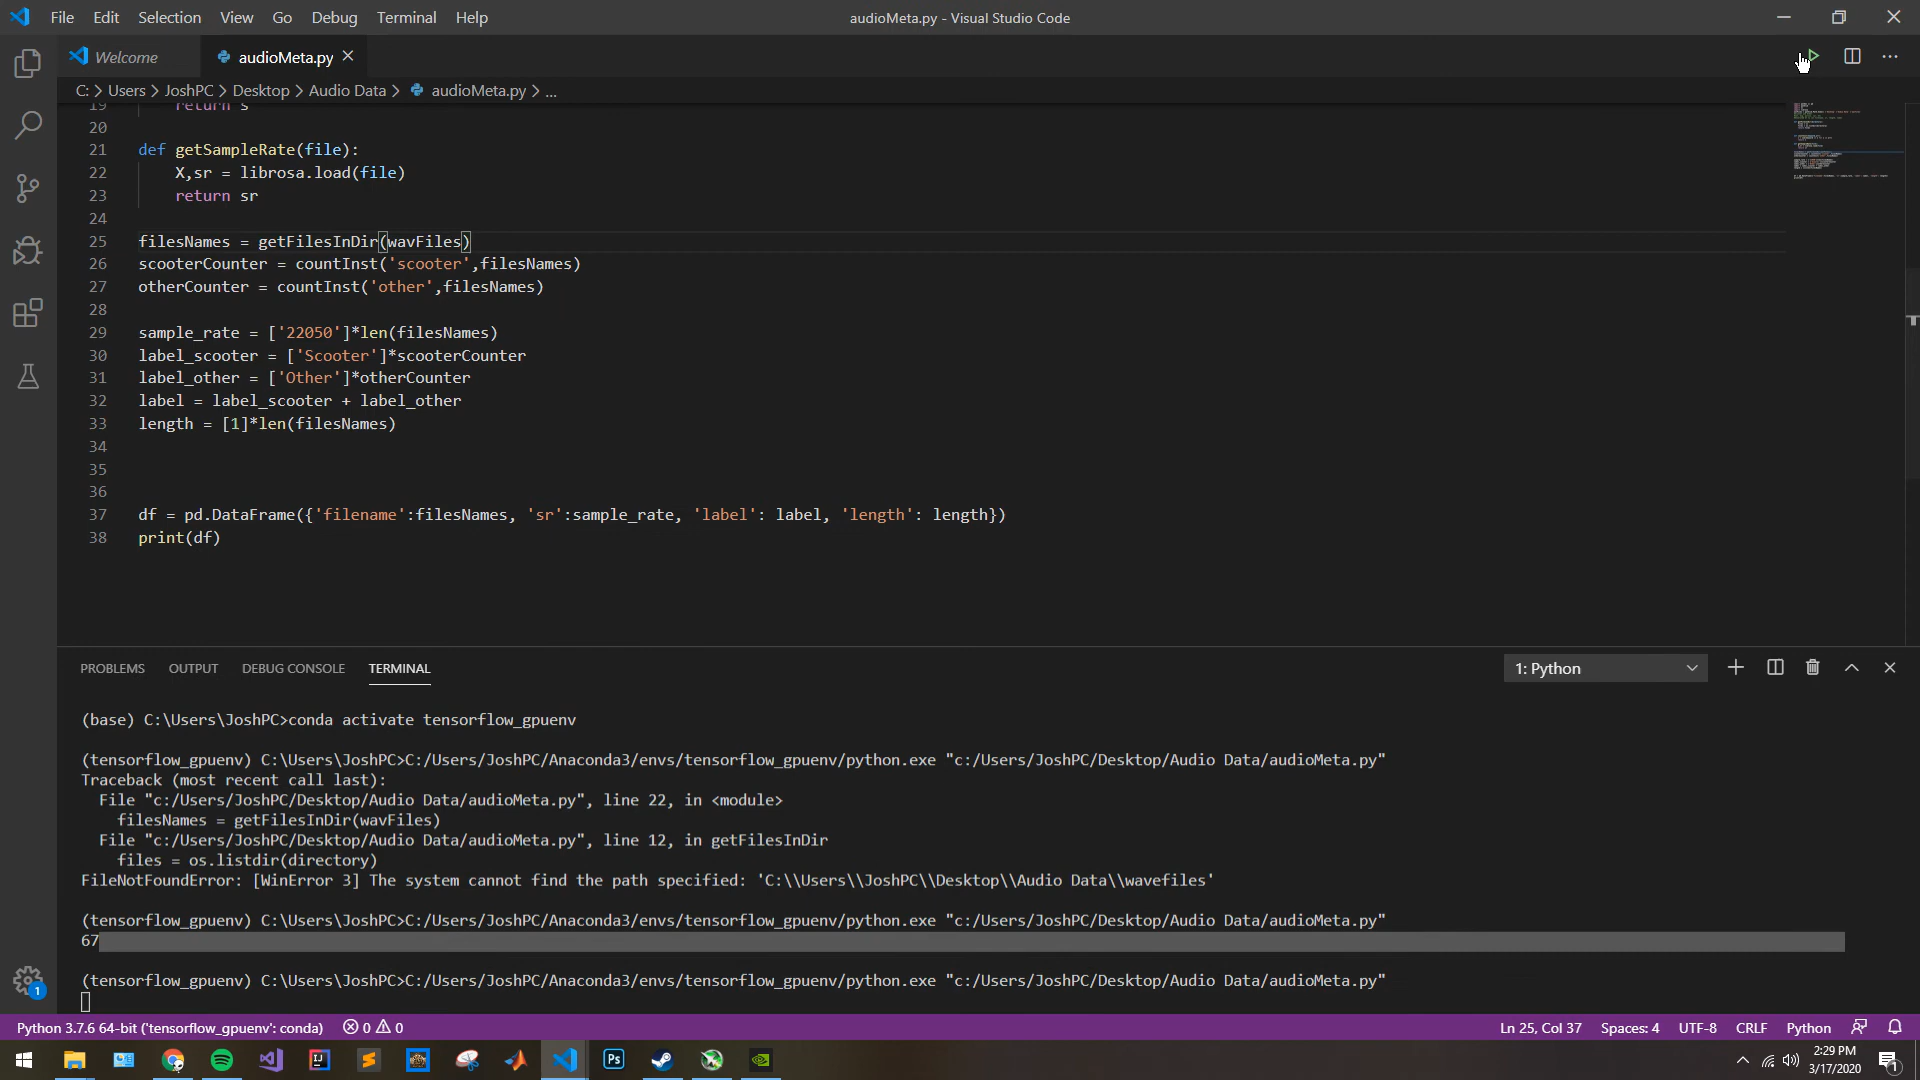 File Edit Selection View Go Debug Terminal Help
audioMeta.py - Visual Studio Code
Welcome audioMeta.py
C: > Users > JoshPC > Desktop > Audio Data > audioMeta.py > ...
19 return s
20
21 def getSampleRate(file):
22 X,sr = librosa.load(file)
23 return sr
24
25 filesNames = getFilesInDir(wavFiles)
26 scooterCounter = countInst('scooter',filesNames)
27 otherCounter = countInst('other',filesNames)
28
29 sample_rate = ['22050']*len(filesNames)
30 label_scooter = ['Scooter']*scooterCounter
31 label_other = ['Other']*otherCounter
32 label = label_scooter + label_other
33 length = [1]*len(filesNames)
34
35
36
37 df = pd.DataFrame({'filename':filesNames, 'sr':sample_rate, 'label': label, 'length': length})
38 print(df)
PROBLEMS OUTPUT DEBUG CONSOLE TERMINAL
1: Python
(base) C:\Users\JoshPC>conda activate tensorflow_gpuenv
(tensorflow_gpuenv) C:\Users\JoshPC>C:/Users/JoshPC/Anaconda3/envs/tensorflow_gpuenv/python.exe "c:/Users/JoshPC/Desktop/Audio Data/audioMeta.py"
Traceback (most recent call last):
File "c:/Users/JoshPC/Desktop/Audio Data/audioMeta.py", line 22, in <module>
filesNames = getFilesInDir(wavFiles)
File "c:/Users/JoshPC/Desktop/Audio Data/audioMeta.py", line 12, in getFilesInDir
files = os.listdir(directory)
FileNotFoundError: [WinError 3] The system cannot find the path specified: 'C:\\Users\\JoshPC\\Desktop\\Audio Data\\wavefiles'
(tensorflow_gpuenv) C:\Users\JoshPC>C:/Users/JoshPC/Anaconda3/envs/tensorflow_gpuenv/python.exe "c:/Users/JoshPC/Desktop/Audio Data/audioMeta.py"
67
(tensorflow_gpuenv) C:\Users\JoshPC>C:/Users/JoshPC/Anaconda3/envs/tensorflow_gpuenv/python.exe "c:/Users/JoshPC/Desktop/Audio Data/audioMeta.py"
1
Python 3.7.6 64-bit ('tensorflow_gpuenv': conda) 0 0
Ln 25, Col 37 Spaces: 4 UTF-8 CRLF Python
Ps
2:29 PM
3/17/2020
1